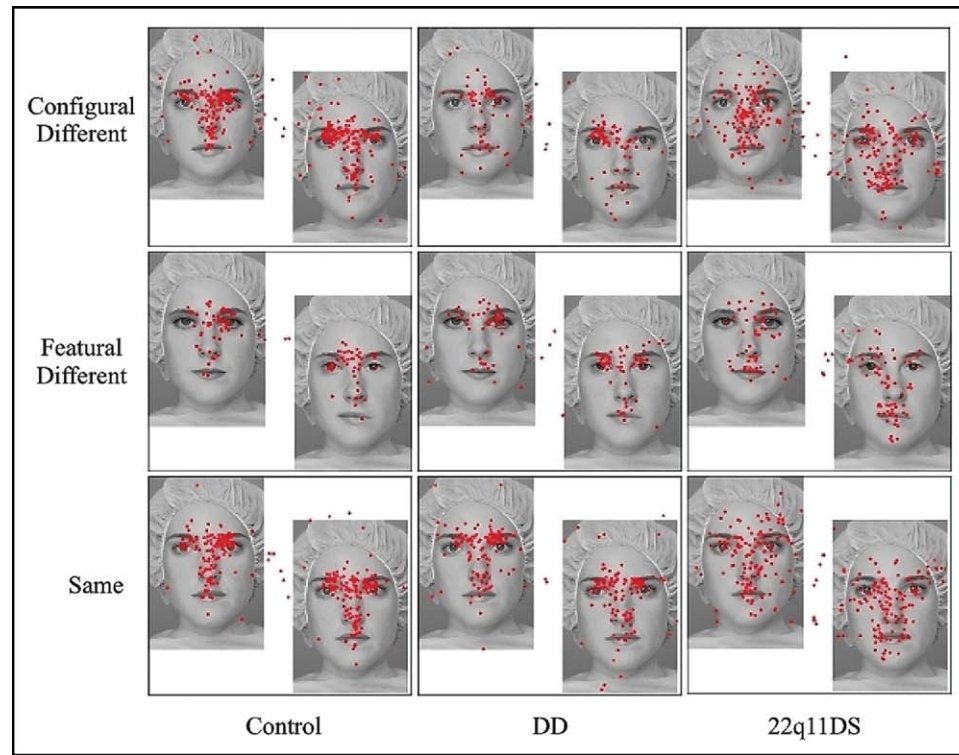 Configural
Different
Featural
Different
Same
Control
DD
22q11DS